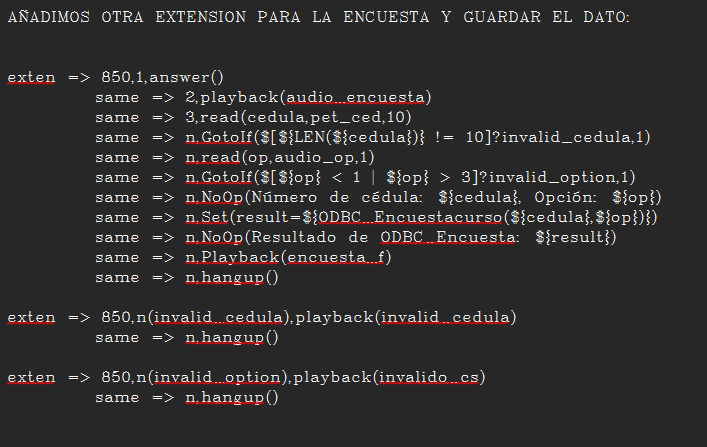 AÑADIMOS OTRA EXTENSION PARA LA ENCUESTA Y GUARDAR EL DATO:
exten => 850,1,answer()
same => 2,playback(audio_encuesta)
same => 3,read(cedula,pet_ced,10)
same => n,GotoIf($[${LEN(${cedula})} != 10]?invalid_cedula,1)
same => n,read(op,audio_op,1)
same => n,GotoIf($[${op} < 1 | ${op} > 3]?invalid_option,1)
same => n,NoOp(Número de cédula: ${cedula}, Opción: ${op})
same => n,Set(result=${ODBC_Encuestacurso(${cedula},${op})})
same => n,NoOp(Resultado de ODBC_Encuesta: ${result})
same => n,Playback(encuesta_f)
same => n,hangup()
exten => 850,n(invalid_cedula),playback(invalid_cedula)
same => n,hangup()
exten => 850,n(invalid_option),playback(invalido_cs)
same => n,hangup()